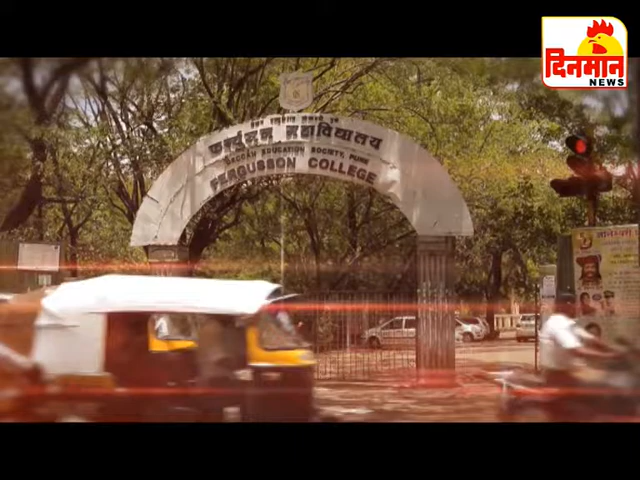 दिनमान
NEWS
फर्ग्युसन महाविद्यालय
DECCAN EDUCATION SOCIETY, PUNE
FERGUSSON COLLEGE